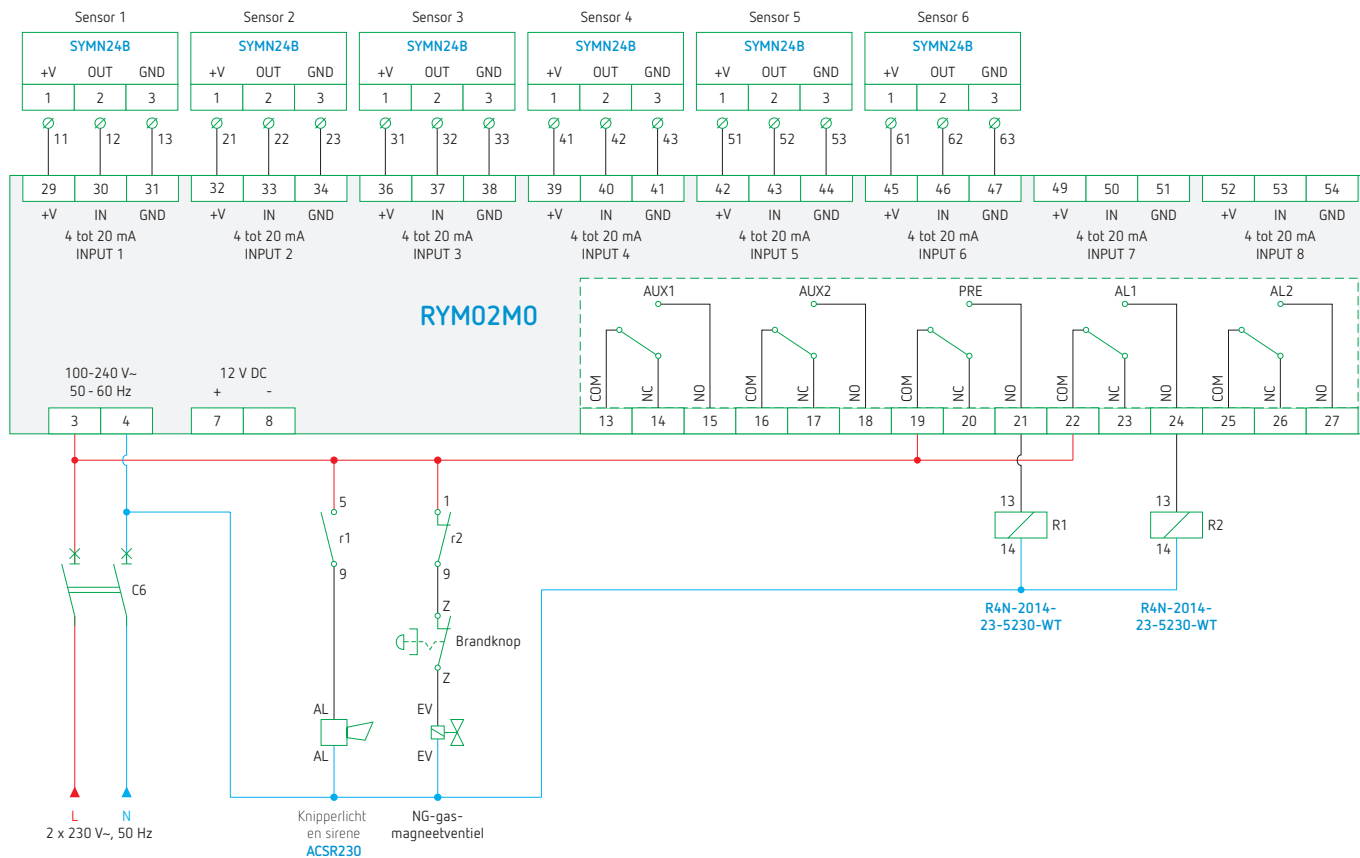 Sensor 1 Sensor 2 Sensor 3 Sensor 4 Sensor 5 Sensor 6
SYMN24B SYMN24B SYMN24B SYMN24B SYMN24B SYMN24B
+V OUT GND +V OUT GND +V OUT GND +V OUT GND +V OUT GND +V OUT GND
1 2 3 1 2 3 1 2 3 1 2 3 1 2 3 1 2 3
11 12 13 21 22 23 31 32 33 41 42 43 51 52 53 61 62 63
29 30 31 32 33 34 36 37 38 39 40 41 42 43 44 45 46 47 49 50 51 52 53 54
+V IN GND +V IN GND +V IN GND +V IN GND +V IN GND +V IN GND +V IN GND +V IN GND
4 tot 20 mA 4 tot 20 mA 4 tot 20 mA 4 tot 20 mA 4 tot 20 mA 4 tot 20 mA 4 tot 20 mA 4 tot 20 mA
INPUT 1 INPUT 2 INPUT 3 INPUT 4 INPUT 5 INPUT 6 INPUT 7 INPUT 8
AUX1 AUX2 PRE AL1 AL2
RYM02M0
100-240 V~ 12 V DC
50 - 60 Hz + -
COM NC NO COM NC NO COM NC NO COM NC NO COM NC NO
3 4 7 8 13 14 15 16 17 18 19 20 21 22 23 24 25 26 27
5 1 13 13
r1 r2 R1 R2
9 9 14 14
C6
Z
Brandknop
Z
R4N-2014- R4N-2014-
23-5230-WT 23-5230-WT
AL EV
AL EV
L N
2 x 230 V~, 50 Hz
Knipperlicht NG-gas-
en sirene magneetventiel
ACSR230